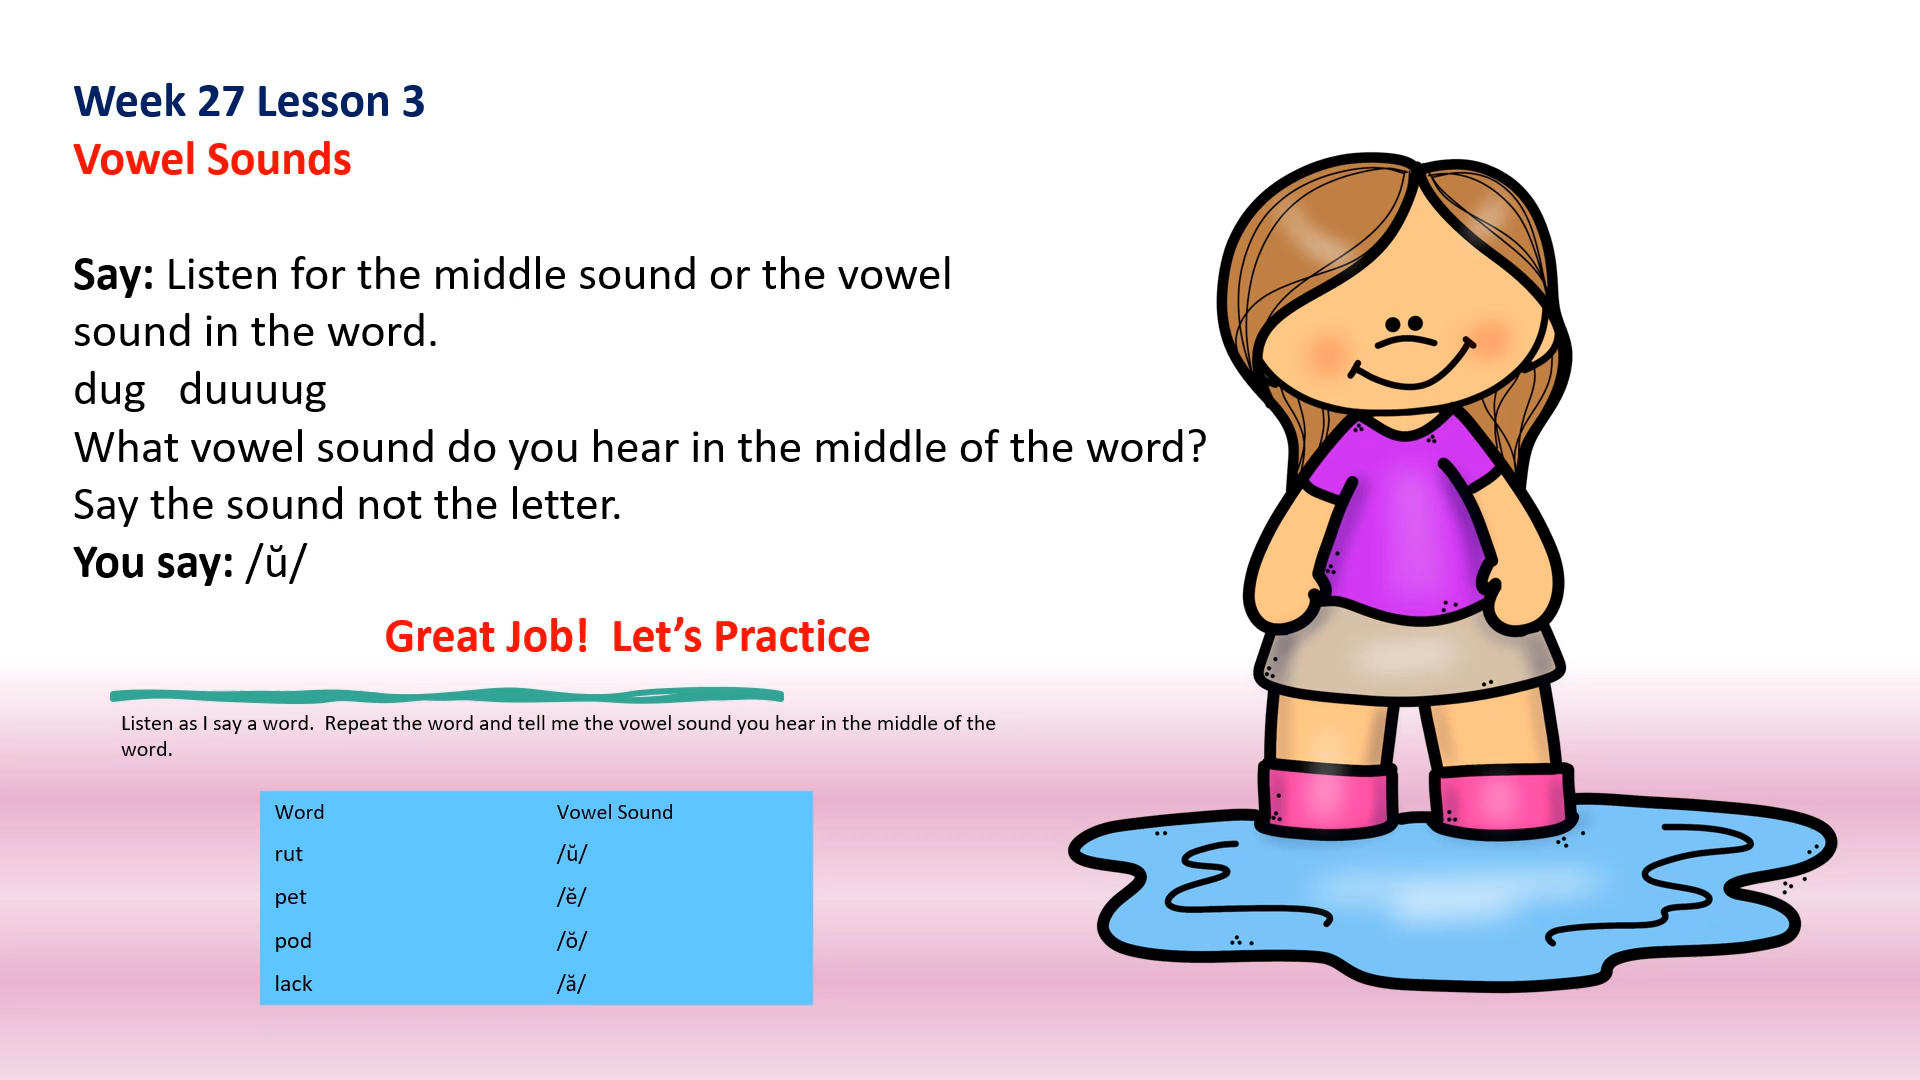 Week 27 Lesson 3
Vowel Sounds
Say: Listen for the middle sound or the vowel
sound in the word.
dug   duuuug
What vowel sound do you hear in the middle of the word?
Say the sound not the letter.
You say: /ŭ/
Great Job!  Let’s Practice
Listen as I say a word.  Repeat the word and tell me the vowel sound you hear in the middle of the
word.
Word Vowel Sound
rut /ŭ/
pet /ĕ/
pod /ŏ/
lack /ă/